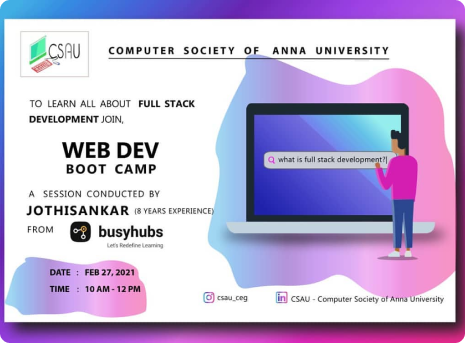 CSAU
COMPUTER SOCIETY OF ANNA UNIVERSITY
TO LEARN ALL ABOUT FULL STACK
DEVELOPMENT JOIN,
WEB DEV
BOOT CAMP
A SESSION CONDUCTED BY
JOTHISANKAR (8 YEARS EXPERIENCE)
FROM busyhubs
Let's Redefine Learning
DATE : FEB 27, 2021
TIME : 10 AM - 12 PM
what is full stack development?|
csau_ceg
CSAU - Computer Society of Anna University